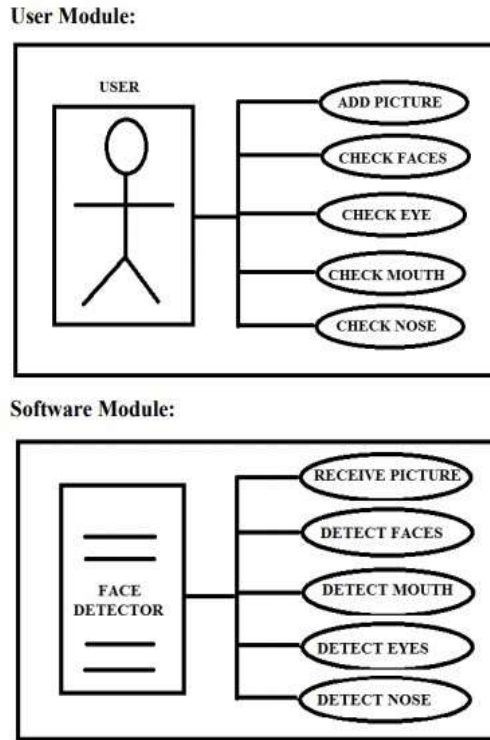 User Module:
USER
ADD PICTURE
CHECK FACES
CHECK EYE
CHECK MOUTH
CHECK NOSE
Software Module:
FACE
DETECTOR
RECEIVE PICTURE
DETECT FACES
DETECT MOUTH
DETECT EYES
DETECT NOSE